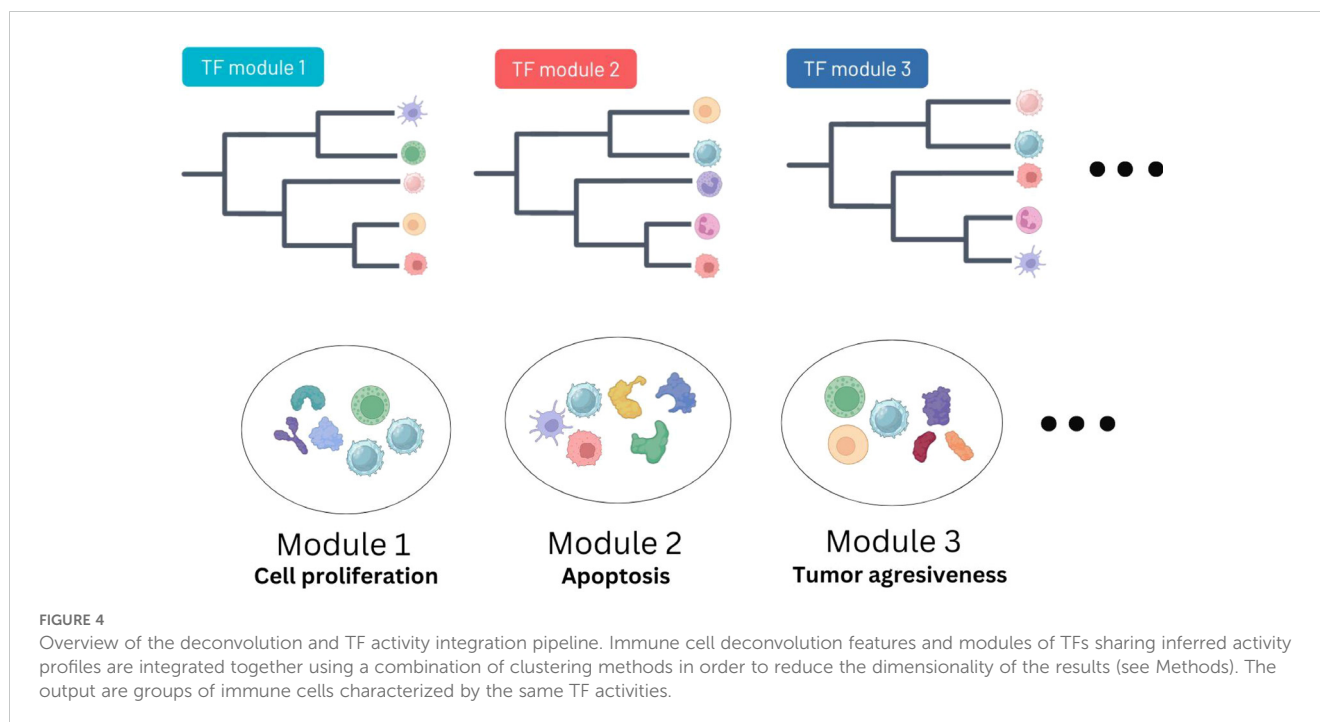 TF module 1
TF module 2
TF module 3
Module 1
Cell proliferation
Module 2
Apoptosis
Module 3
Tumor agresiveness
FIGURE 4
Overview of the deconvolution and TF activity integration pipeline. Immune cell deconvolution features and modules of TFs sharing inferred activity
profiles are integrated together using a combination of clustering methods in order to reduce the dimensionality of the results (see Methods). The
output are groups of immune cells characterized by the same TF activities.